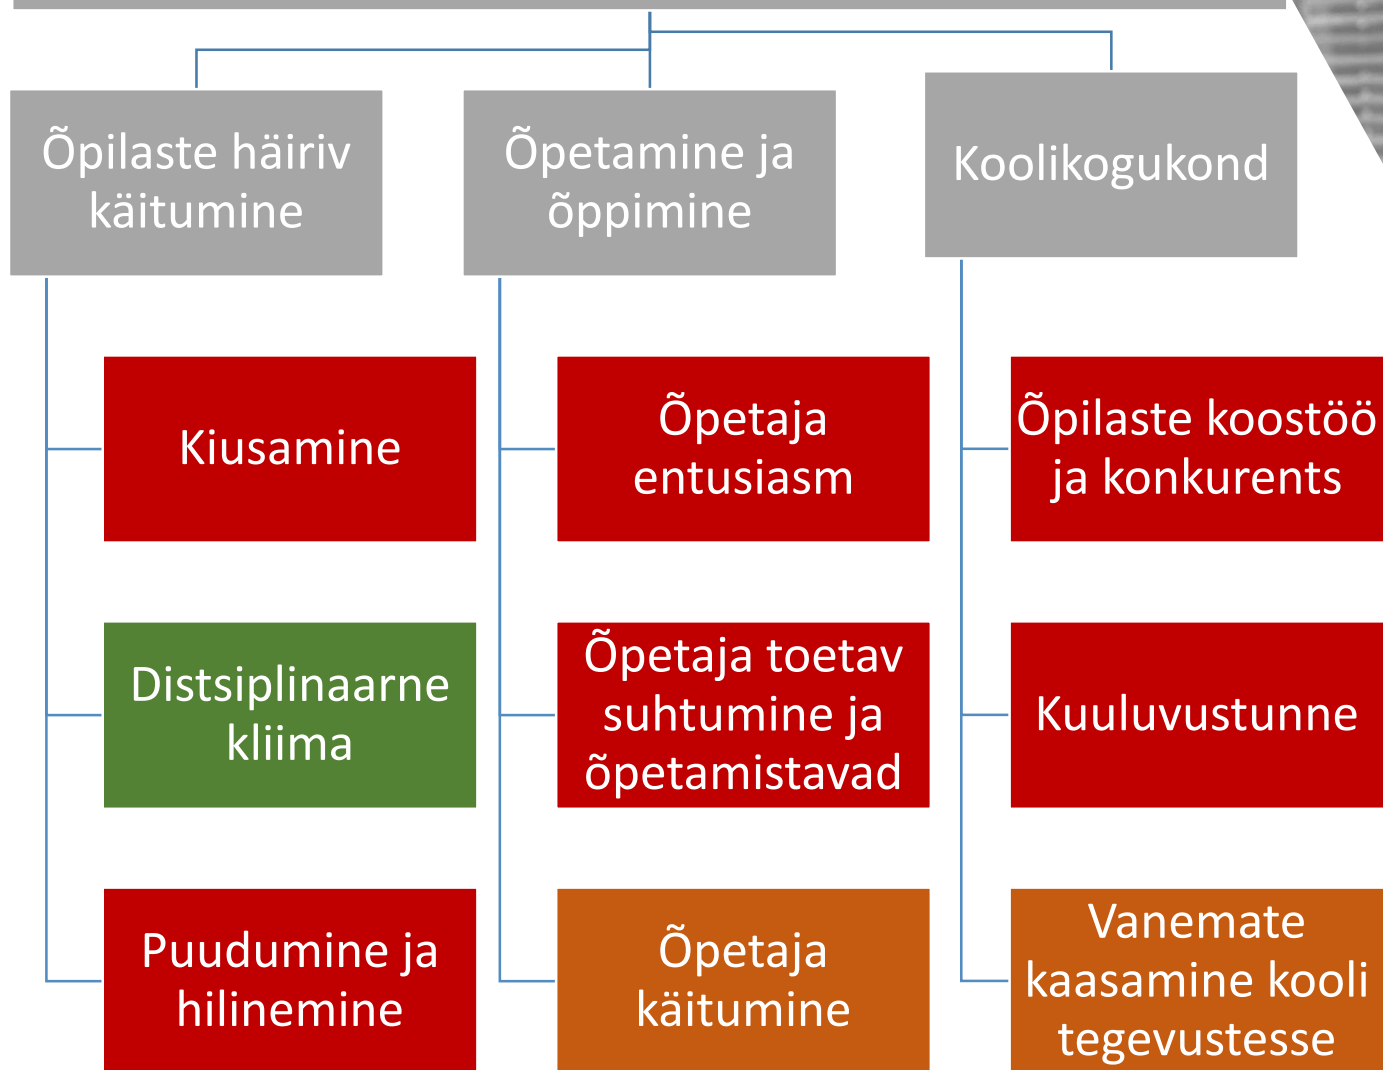 Õpilaste häiriv
käitumine
Õpetamine ja
õppimine
Koolikogukond
Kiusamine
Õpetaja
entusiasm
Õpilaste koostöö
ja konkurents
Distsiplinaarne
kliima
Õpetaja toetav
suhtumine ja
õpetamistavad
Kuuluvustunne
Puudumine ja
hilinemine
Õpetaja
käitumine
Vanemate
kaasamine kooli
tegevustesse